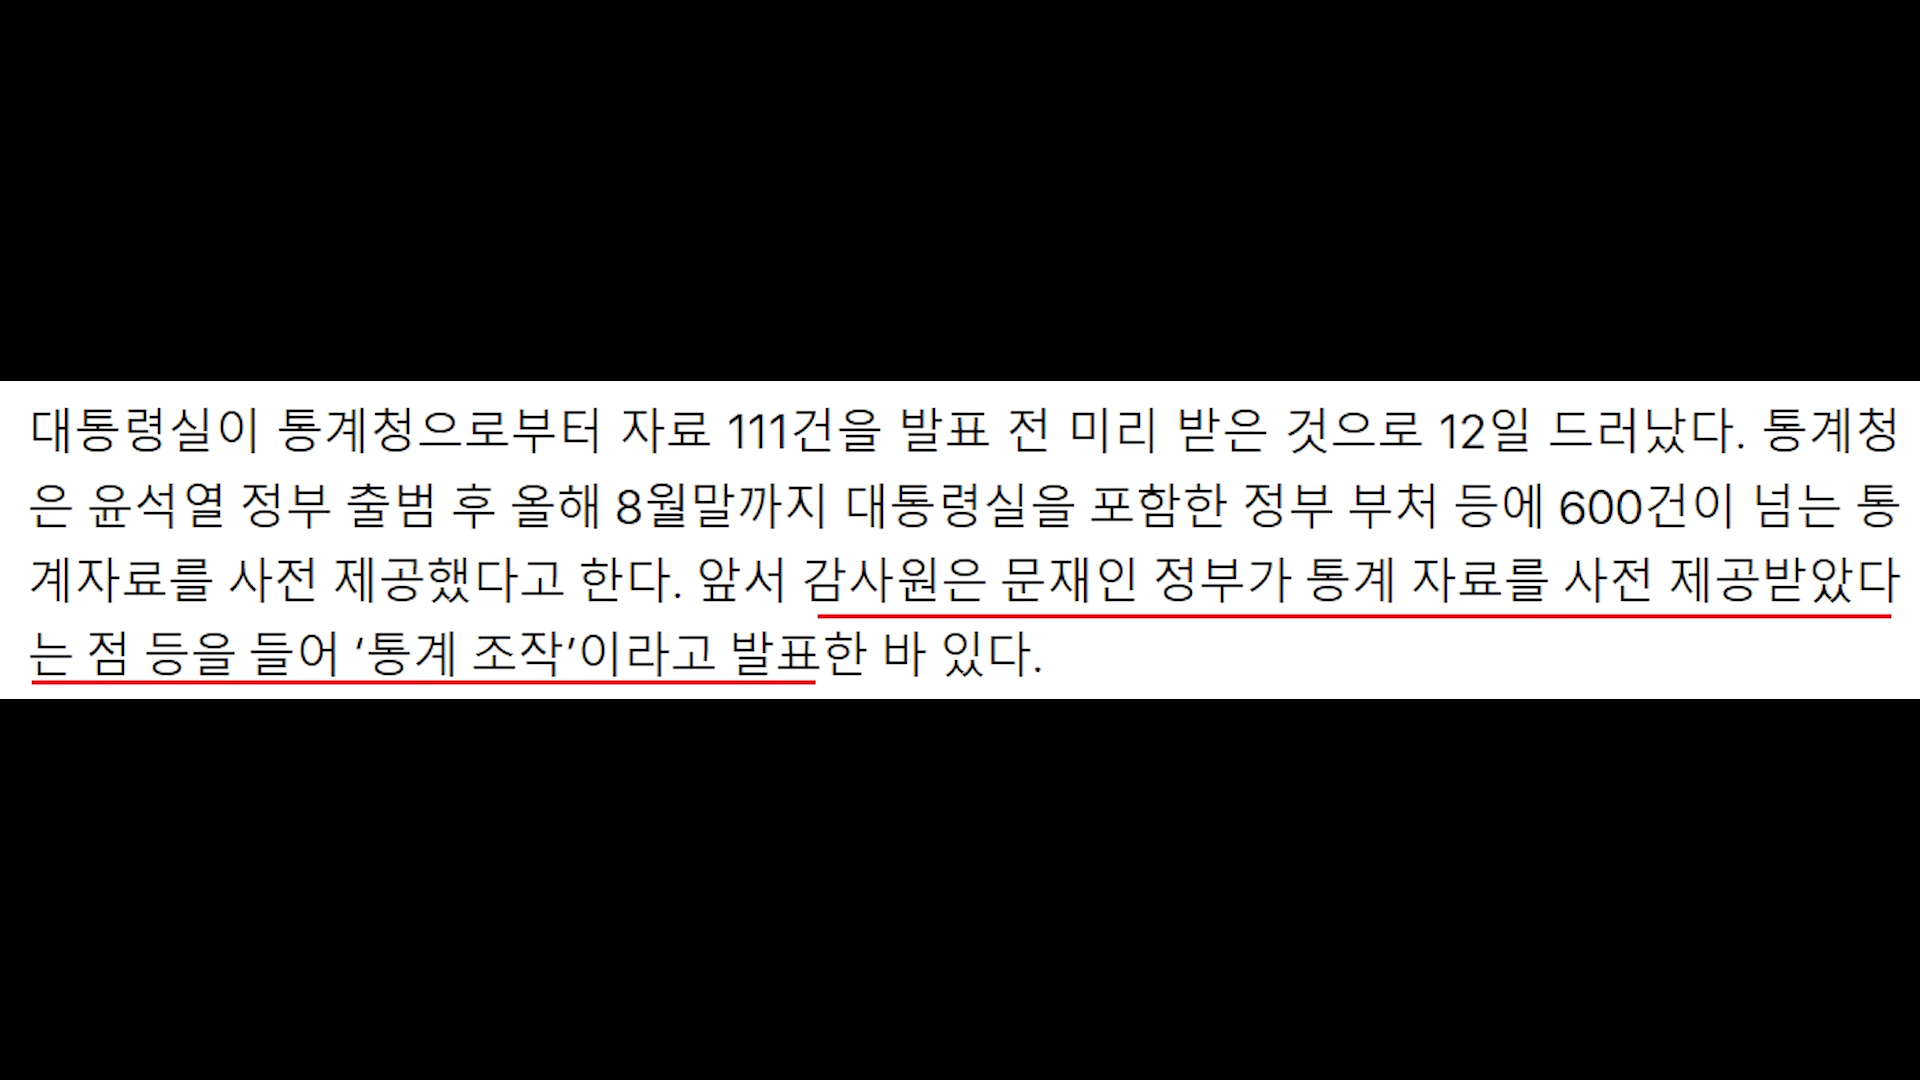 대통령실이 통계청으로부터 자료 111건을 발표 전 미리 받은 것으로 12일 드러났다. 통계청
은 윤석열 정부 출범 후 올해 8월말까지 대통령실을 포함한 정부 부처 등에 600건이 넘는 통
계자료를 사전 제공했다고 한다. 앞서 감사원은 문재인 정부가 통계 자료를 사전 제공받았다
는 점 등을 들어 ‘통계 조작’이라고 발표한 바 있다.